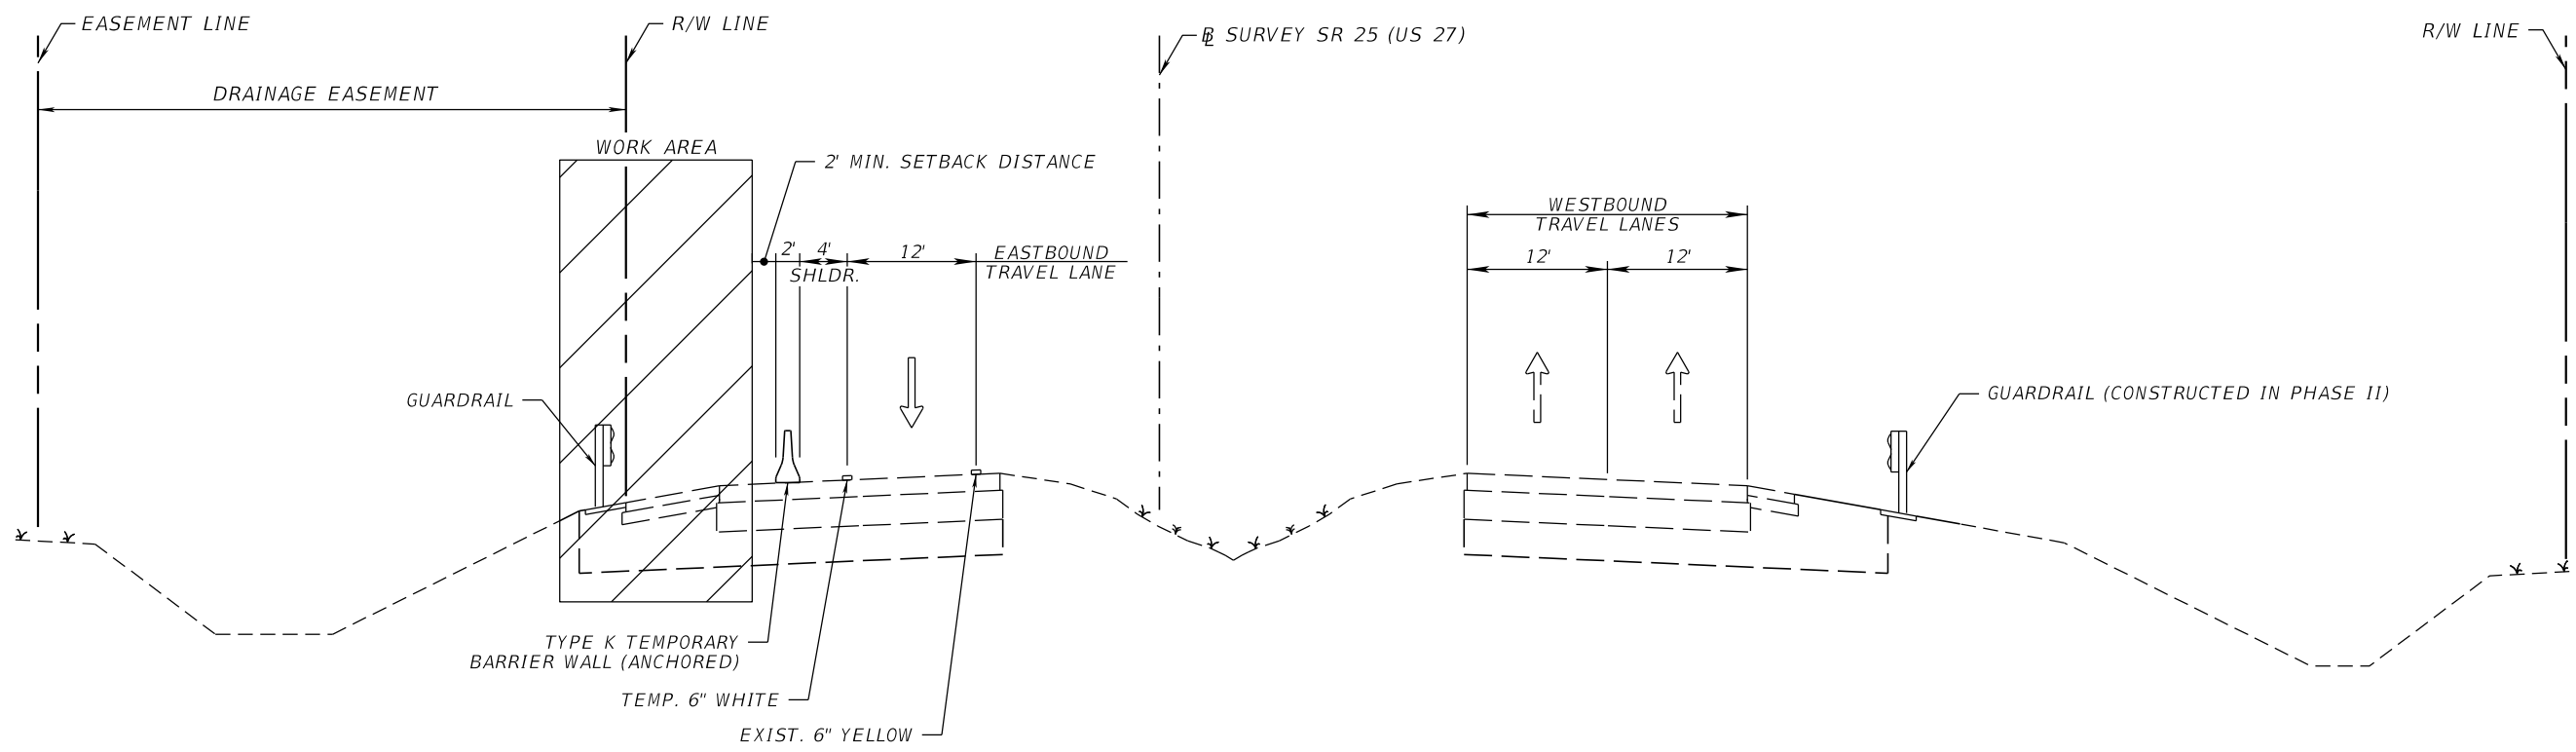 EASEMENT LINE
R/W LINE
℄ SURVEY SR 25 (US 27)
R/W LINE
DRAINAGE EASEMENT
WORK AREA
2' MIN. SETBACK DISTANCE
WESTBOUND
TRAVEL LANES
2' 4' 12' EASTBOUND
SHLDR. TRAVEL LANE
12' 12'
GUARDRAIL
GUARDRAIL (CONSTRUCTED IN PHASE II)
TYPE K TEMPORARY
BARRIER WALL (ANCHORED)
TEMP. 6" WHITE
EXIST. 6" YELLOW